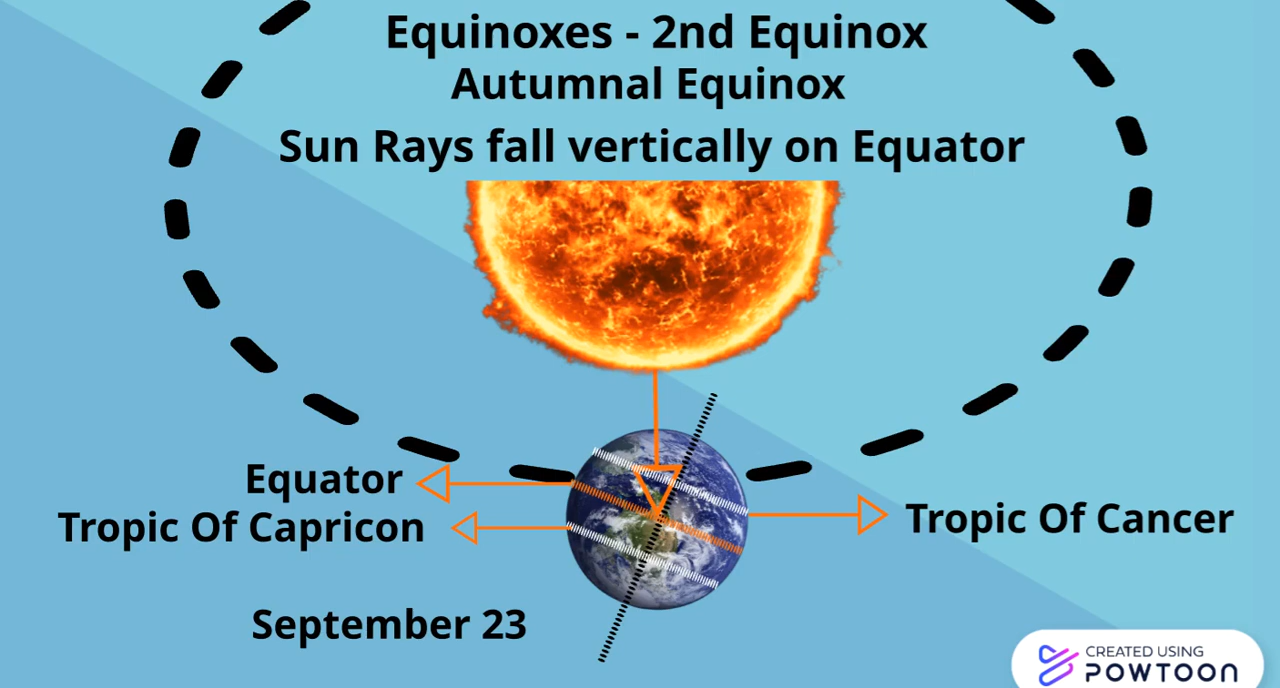 Equinoxes - 2nd Equinox
Autumnal Equinox
Sun Rays fall vertically on Equator
Equator
Tropic Of Capricon
Tropic Of Cancer
September 23
CREATED USING
POWTOON